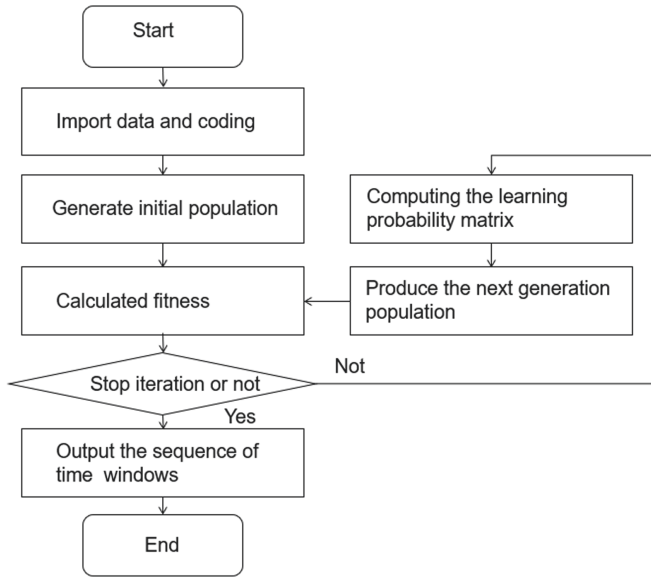 Start
Import data and coding
Generate initial population
Calculated fitness
Stop iteration or not
Yes
Output the sequence of
time windows
End
Not
Computing the learning
probability matrix
Produce the next generation
population